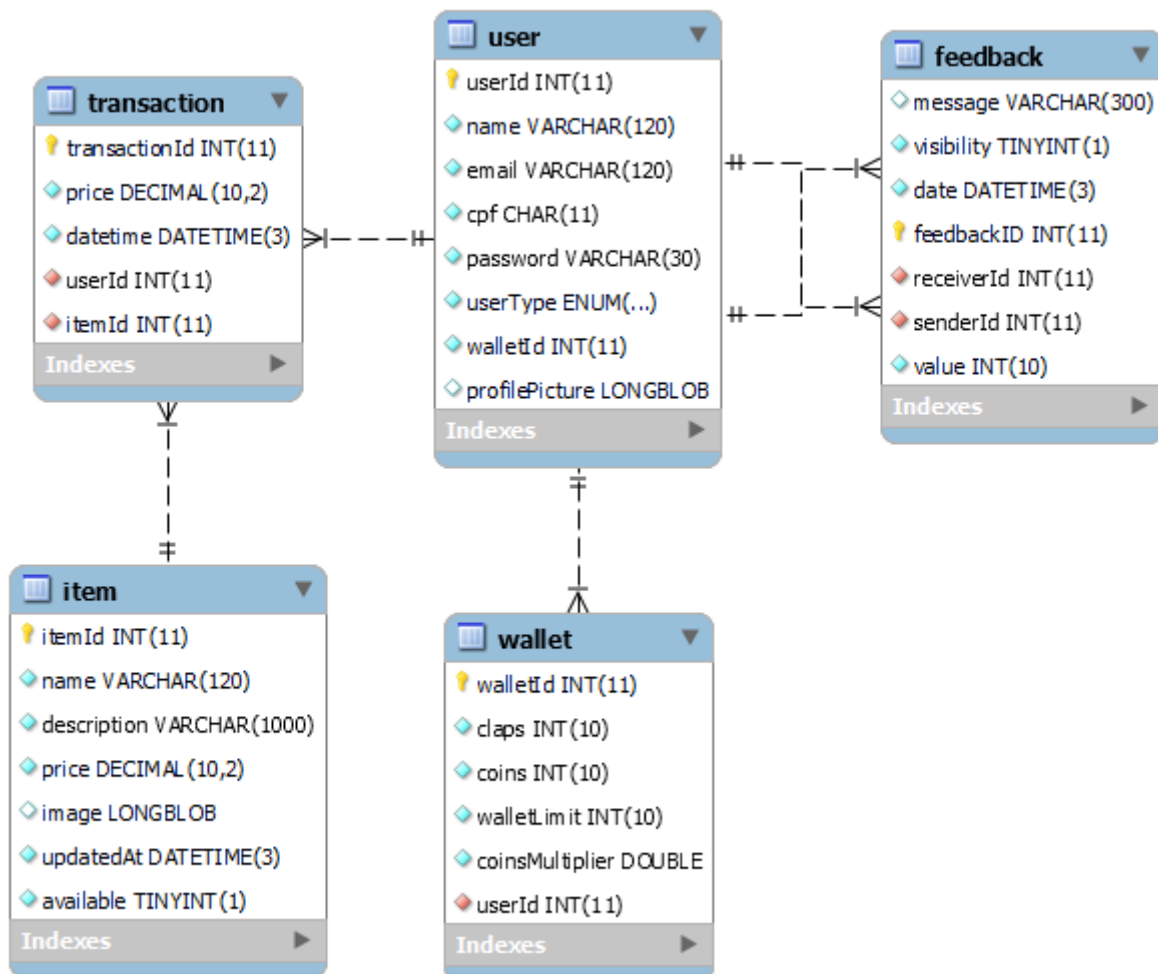 transaction
transactionId INT(11)
price DECIMAL(10,2)
datetime DATETIME(3)
userId INT(11)
itemId INT(11)
Indexes
user
userId INT(11)
name VARCHAR(120)
email VARCHAR(120)
cpf CHAR(11)
password VARCHAR(30)
userType ENUM(...)
walletId INT(11)
profilePicture LONGBLOB
Indexes
feedback
message VARCHAR(300)
visibility TINYINT(1)
date DATETIME(3)
feedbackID INT(11)
receiverId INT(11)
senderId INT(11)
value INT(10)
Indexes
item
itemId INT(11)
name VARCHAR(120)
description VARCHAR(1000)
price DECIMAL(10,2)
image LONGBLOB
updatedAt DATETIME(3)
available TINYINT(1)
Indexes
wallet
walletId INT(11)
claps INT(10)
coins INT(10)
walletLimit INT(10)
coinsMultiplier DOUBLE
userId INT(11)
Indexes